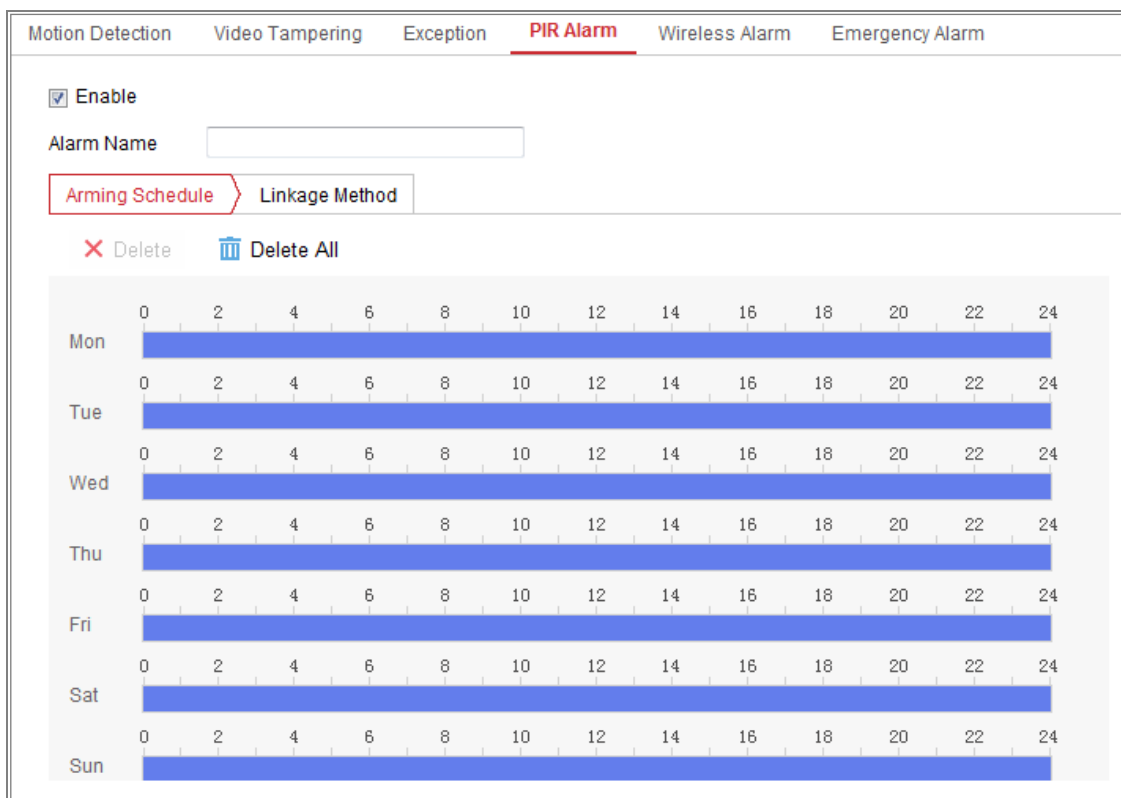 Motion Detection Video Tampering Exception PIR Alarm Wireless Alarm Emergency Alarm
Enable
Alarm Name
Arming Schedule Linkage Method
Delete Delete All
0 2 4 6 8 10 12 14 16 18 20 22 24
Mon
0 2 4 6 8 10 12 14 16 18 20 22 24
Tue
0 2 4 6 8 10 12 14 16 18 20 22 24
Wed
0 2 4 6 8 10 12 14 16 18 20 22 24
Thu
0 2 4 6 8 10 12 14 16 18 20 22 24
Fri
0 2 4 6 8 10 12 14 16 18 20 22 24
Sat
0 2 4 6 8 10 12 14 16 18 20 22 24
Sun